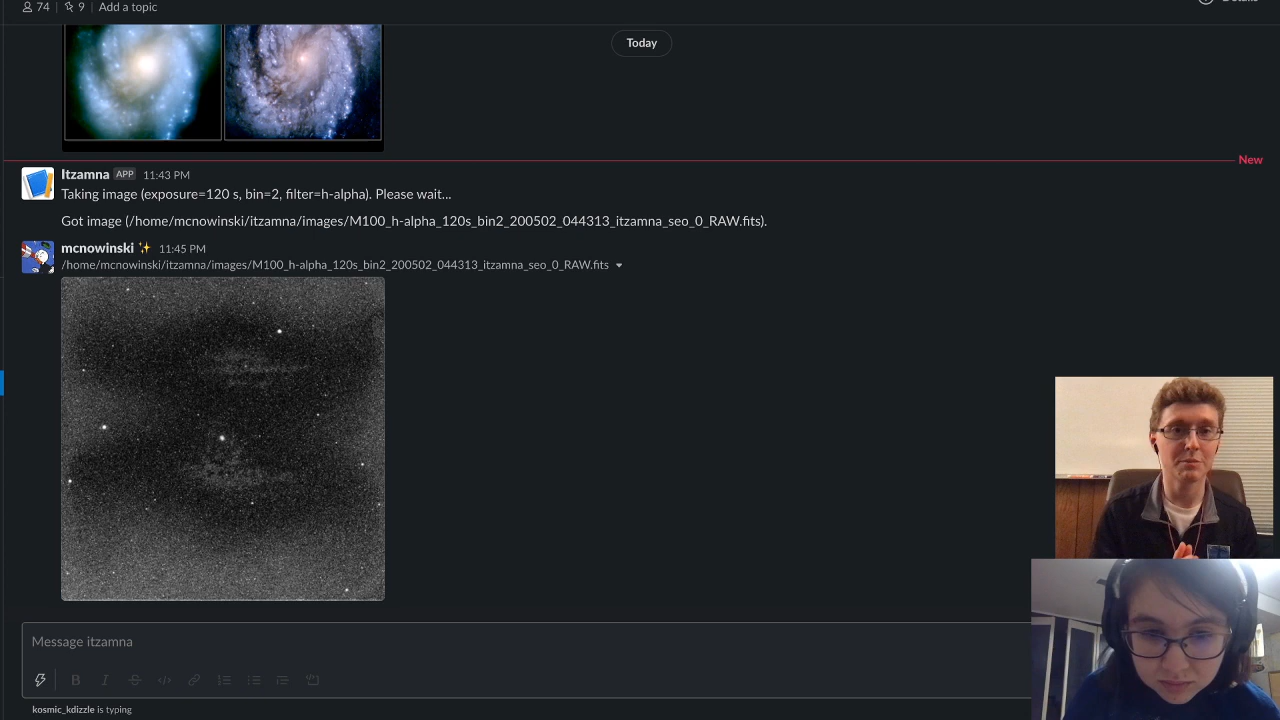 74 | 9 | Add a topic
Details
Today
New
Itzamna APP 11:43 PM
Taking image (exposure=120 s, bin=2, filter=h-alpha). Please wait...
Got image (/home/mcnowinski/itzamna/images/M100_h-alpha_120s_bin2_200502_044313_itzamna_seo_0_RAW.fits).
mcnowinski ✨ 11:45 PM
/home/mcnowinski/itzamna/images/M100_h-alpha_120s_bin2_200502_044313_itzamna_seo_0_RAW.fits
Message itzamna
B I S
kosmic_kdizzle is typing